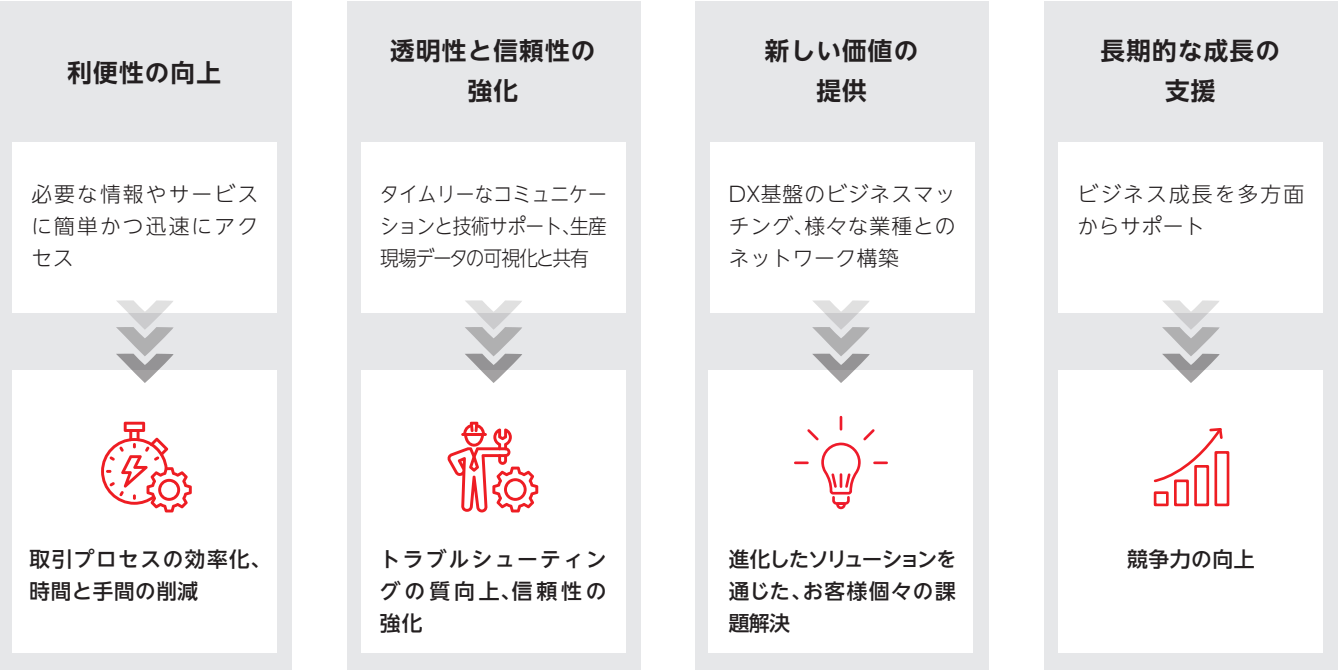 利便性の向上
必要な情報やサービス
に簡単かつ迅速にアク
セス
取引プロセスの効率化、
時間と手間の削減
透明性と信頼性の
強化
タイムリーなコミュニケー
ションと技術サポート、生産
現場データの可視化と共有
トラブルシューティン
グの質向上、信頼性の
強化
新しい価値の
提供
DX基盤のビジネスマッ
チング、様々な業種との
ネットワーク構築
進化したソリューションを
通じた、お客様個々の課
題解決
長期的な成長の
支援
ビジネス成長を多方面
からサポート
競争力の向上